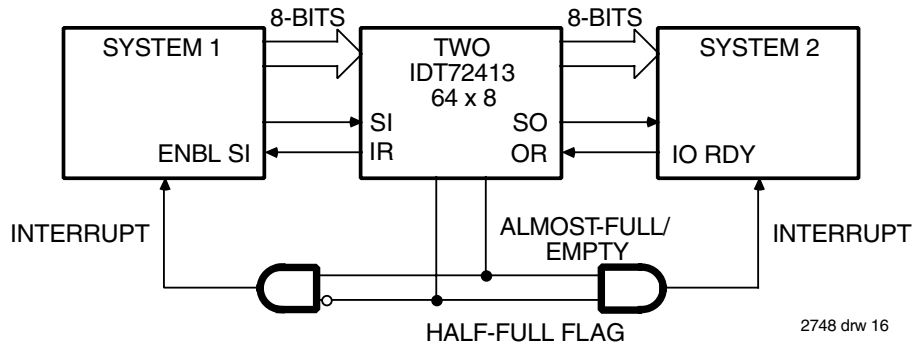 8-BITS
8-BITS
SYSTEM 1
TWO
IDT72413
64 x 8
SYSTEM 2
SI
SO
ENBL SI
IR
OR
IO RDY
INTERRUPT
ALMOST-FULL/
EMPTY
INTERRUPT
HALF-FULL FLAG
2748 drw 16